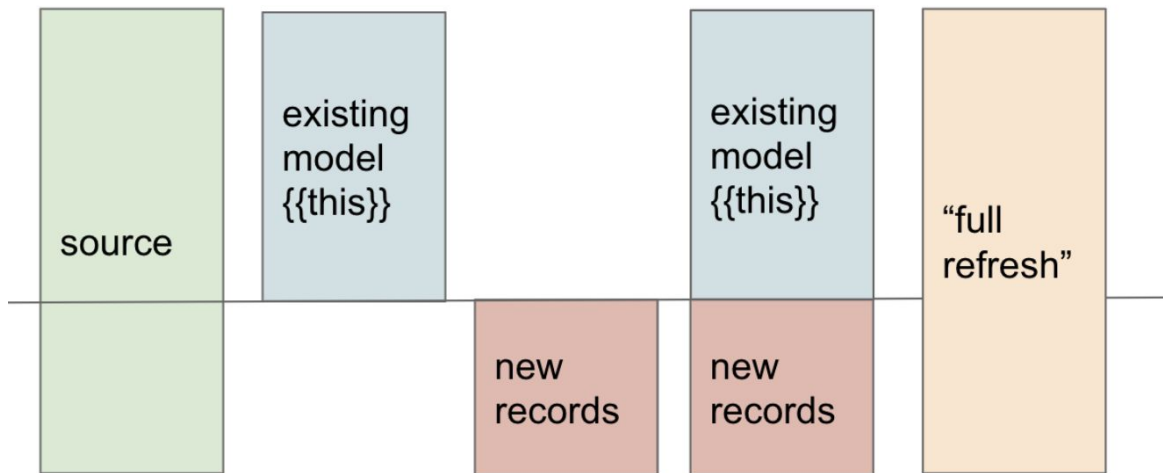 source
existing
model
{{this}}
new
records
existing
model
{{this}}
new
records
“full
refresh”